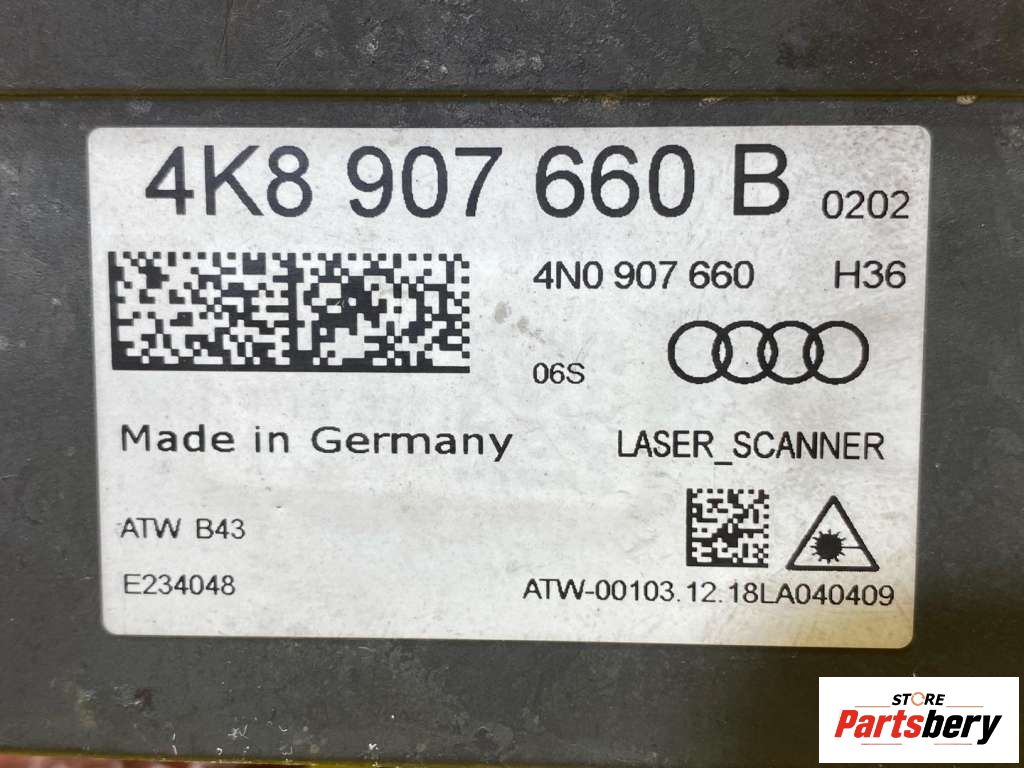 4K8 907 660 B 0202
4N0 907 660 H36
06S
Made in Germany LASER_SCANNER
ATW B43
E234048 ATW-00103.12.18LA040409
STORE
Partsbery